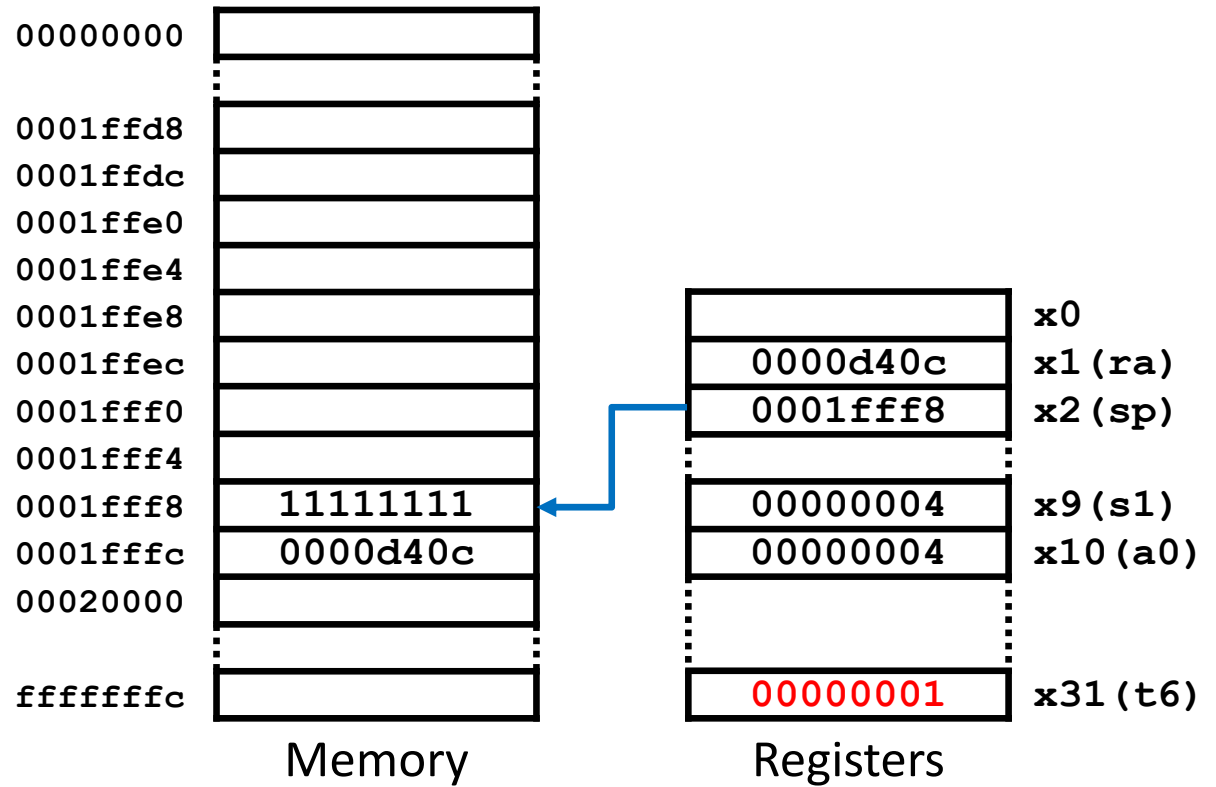 00000000
0001ffd8
0001ffdc
0001ffe0
0001ffe4
0001ffe8 x0
0001ffec 0000d40c x1(ra)
0001fff0 0001fff8 x2(sp)
0001fff4
0001fff8 11111111 00000004 x9(s1)
0001fffc 0000d40c 00000004 x10(a0)
00020000
fffffffc 00000001 x31(t6)
Memory Registers